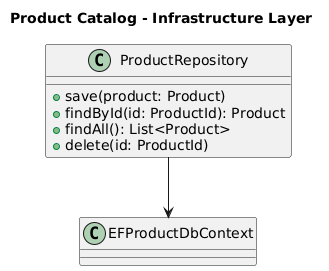 Product Catalog - Infrastructure Layer
C ProductRepository
save(product: Product)
findById(id: ProductId): Product
findAll(): List<Product>
delete(id: ProductId)
C EFProductDbContext